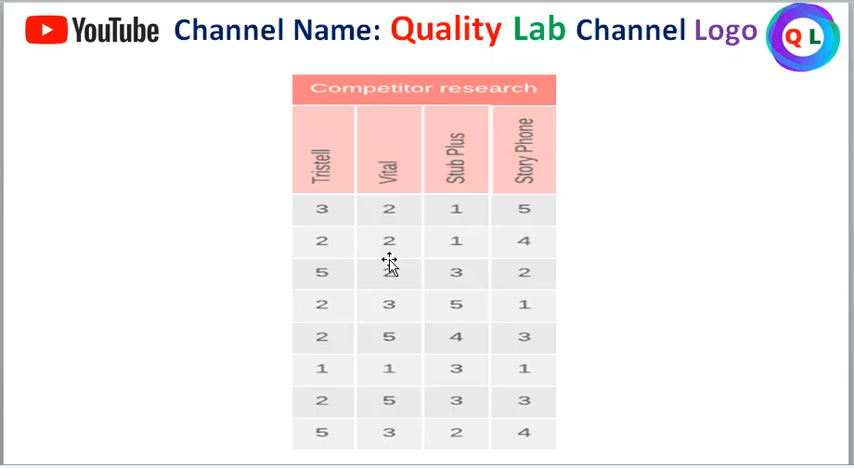 YouTube Channel Name: Quality Lab Channel Logo Q L
Competitor research
Tristell Vital Stub Plus Story Phone
3 2 1 5
2 2 1 4
5 3 2
2 3 5 1
2 5 4 3
1 1 3 1
2 5 3 3
5 3 2 4